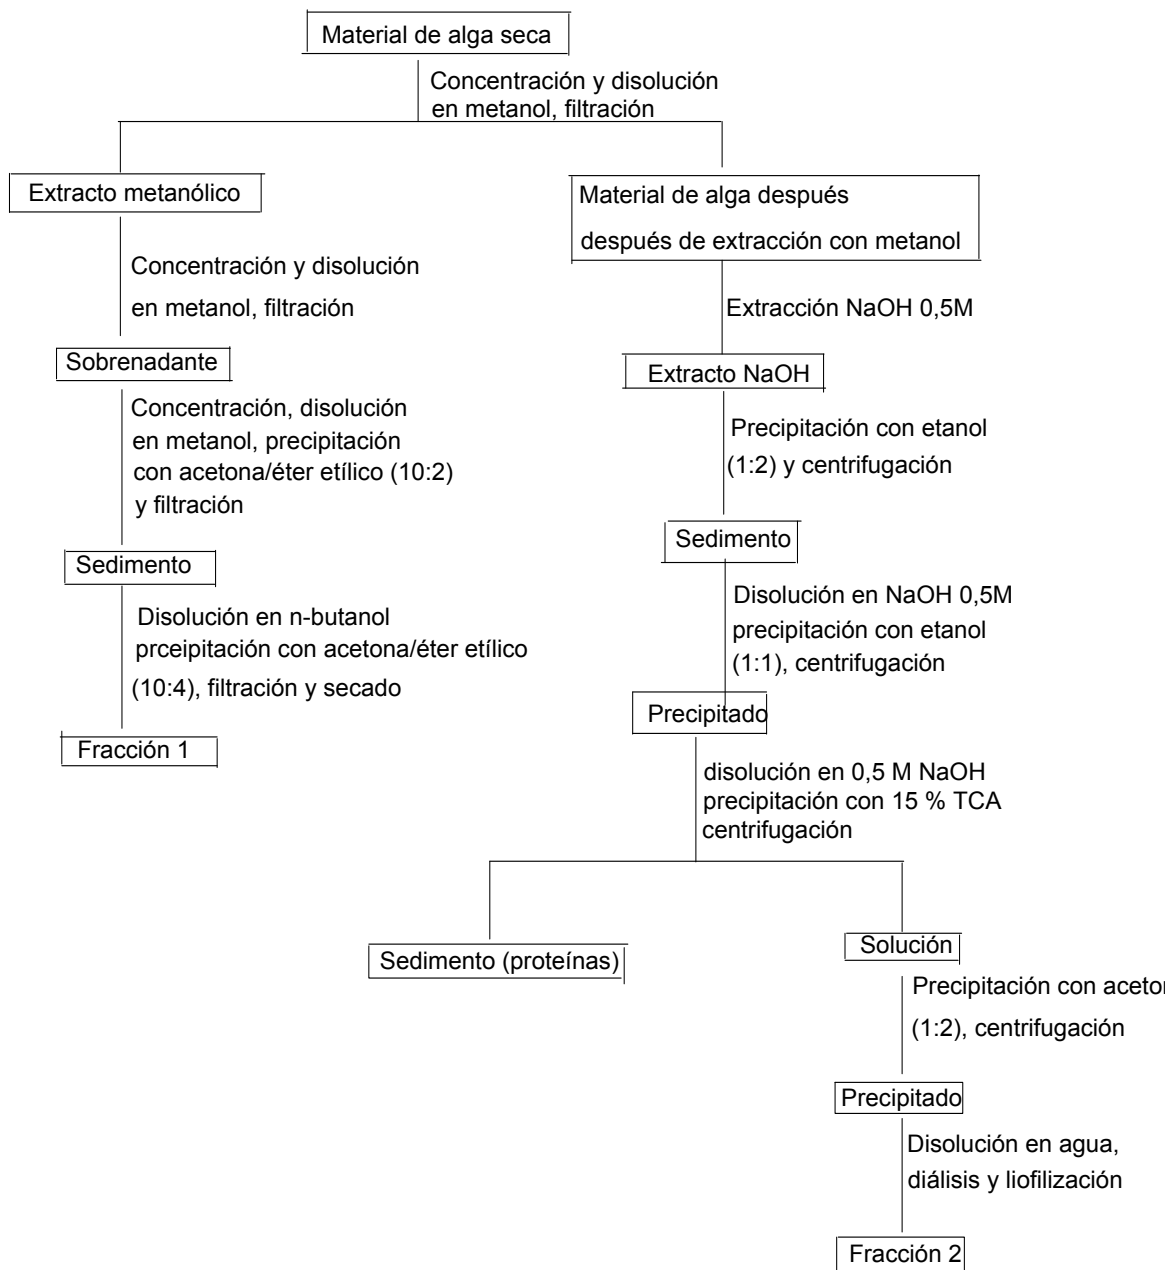 Material de alga seca
Concentración y disolución
en metanol, filtración
Extracto metanólico
Concentración y disolución
en metanol, filtración
Sobrenadante
Concentración, disolución
en metanol, precipitación
con acetona/éter etílico (10:2)
y filtración
Sedimento
Disolución en n-butanol
prceipitación con acetona/éter etílico
(10:4), filtración y secado
Fracción 1
Material de alga después
después de extracción con metanol
Extracción NaOH 0,5M
Extracto NaOH
Precipitación con etanol
(1:2) y centrifugación
Sedimento
Disolución en NaOH 0,5M
precipitación con etanol
(1:1), centrifugación
Precipitado
disolución en 0,5 M NaOH
precipitación con 15 % TCA
centrifugación
Sedimento (proteínas)
Solución
Precipitación con
(1:2), centrifugación
Precipitado
Disolución en agua,
diálisis y liofilización
Fracción 2